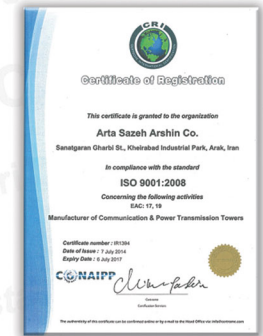 CRI
Certificate of Registration
This certificate is granted to the organization
Arta Sazeh Arshin Co.
Sanatgaran Gharbi St., Kheirabad Industrial Park, Arak, Iran
In compliance with the standard
ISO 9001:2008
Concerning the following activities
EAC: 17, 19
Manufacturer of Communication & Power Transmission Towers
Certificate number : IR1394
Date of Issue : 7 July 2014
Expiry Date : 6 July 2017